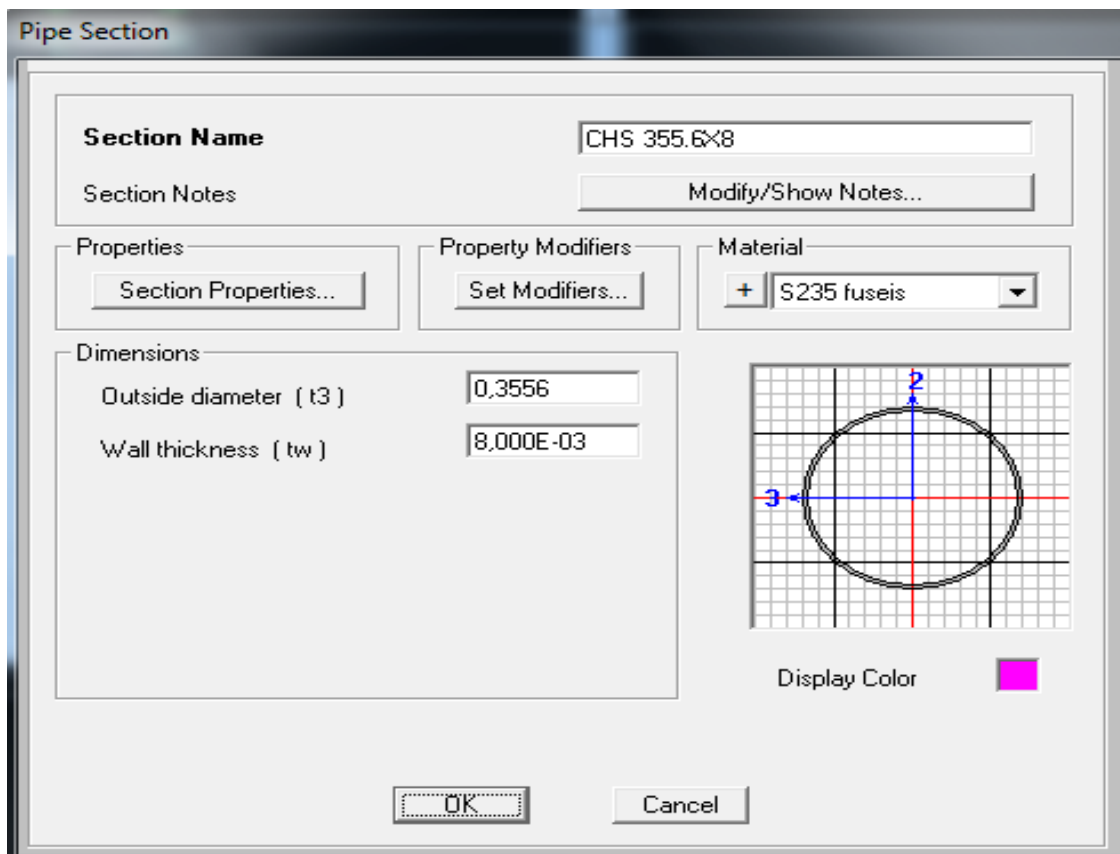 Pipe Section
Section Name
CHS 355.6X8
Section Notes
Modify/Show Notes...
Properties
Section Properties...
Property Modifiers
Set Modifiers...
Material
+
S235 fuseis
Dimensions
Outside diameter ( t3 )
0,3556
Wall thickness ( tw )
8,000E-03
2
3
Display Color
OK
Cancel